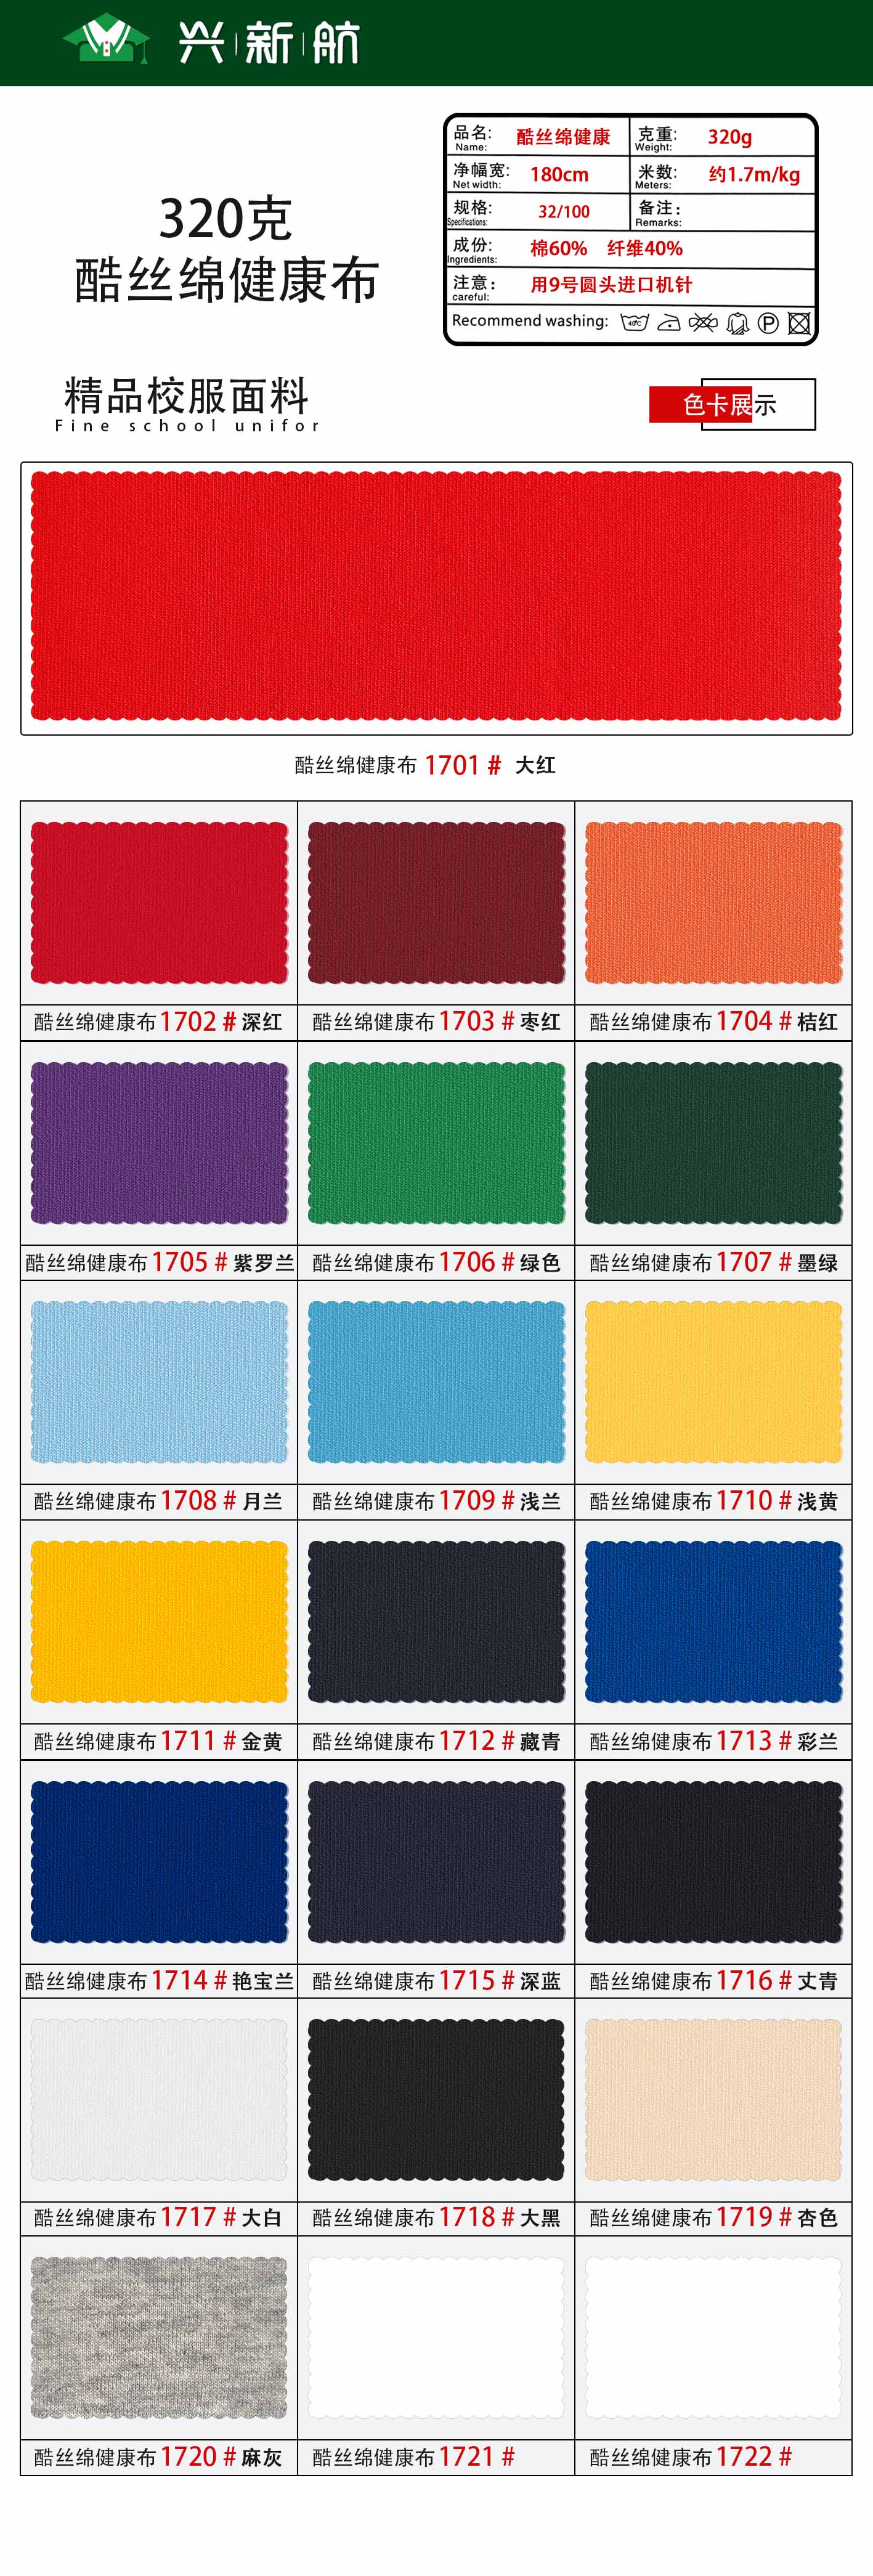 兴新航
320克
酷丝绵健康布
品名: 酷丝绵健康 克重: 320g
Name: Weight:
净幅宽: 180cm 米数: 约1.7m/kg
Net width: Meters:
规格: 32/100 备注:
Specifications: Remarks:
成份: 棉60% 纤维40%
Ingredients:
注意: 用9号圆头进口机针
careful:
Recommend washing: 40℃ P
精品校服面料
Fine school unifor
色卡展示
酷丝绵健康布 1701 # 大红
酷丝绵健康布 1702 # 深红
酷丝绵健康布 1703 # 枣红
酷丝绵健康布 1704 # 桔红
酷丝绵健康布 1705 # 紫罗兰
酷丝绵健康布 1706 # 绿色
酷丝绵健康布 1707 # 墨绿
酷丝绵健康布 1708 # 月兰
酷丝绵健康布 1709 # 浅兰
酷丝绵健康布 1710 # 浅黄
酷丝绵健康布 1711 # 金黄
酷丝绵健康布 1712 # 藏青
酷丝绵健康布 1713 # 彩兰
酷丝绵健康布 1714 # 艳宝兰
酷丝绵健康布 1715 # 深蓝
酷丝绵健康布 1716 # 丈青
酷丝绵健康布 1717 # 大白
酷丝绵健康布 1718 # 大黑
酷丝绵健康布 1719 # 杏色
酷丝绵健康布 1720 # 麻灰
酷丝绵健康布 1721 #
酷丝绵健康布 1722 #